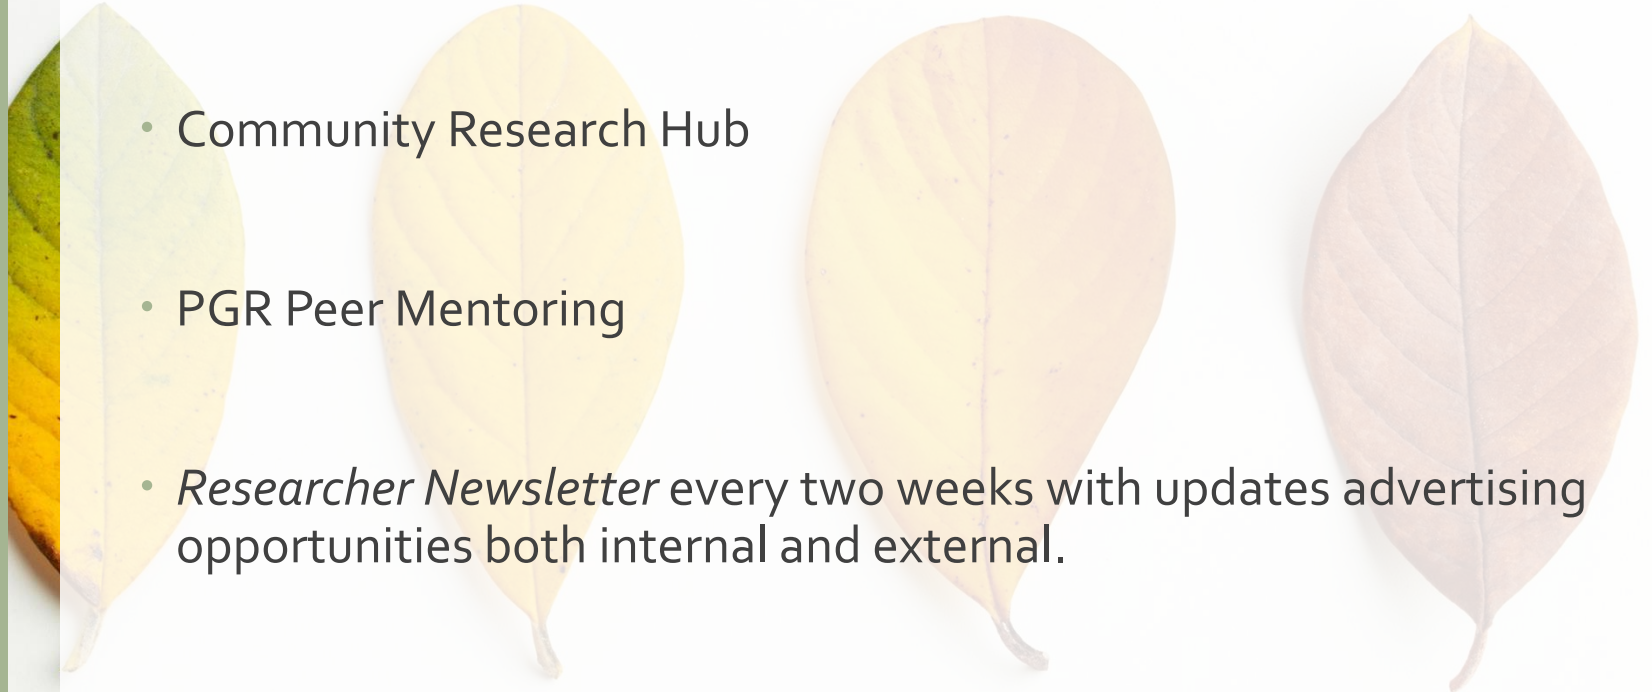 • Community Research Hub
• PGR Peer Mentoring
• Researcher Newsletter every two weeks with updates advertising
opportunities both internal and external.